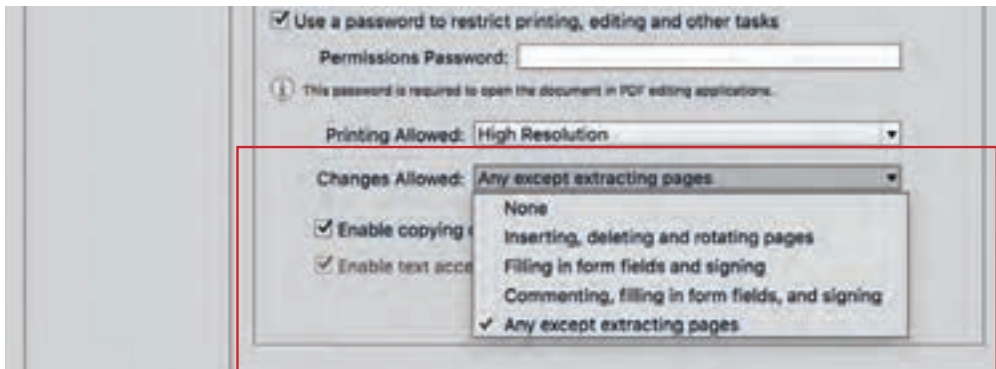 Use a password to restrict printing, editing and other tasks
Permissions Password:
This password is required to open the document in PDF editing applications.
Printing Allowed: High Resolution
Changes Allowed: Any except extracting pages
None
Enable copying
Inserting, deleting and rotating pages
Enable text acce
Filling in form fields and signing
Commenting, filling in form fields, and signing
Any except extracting pages